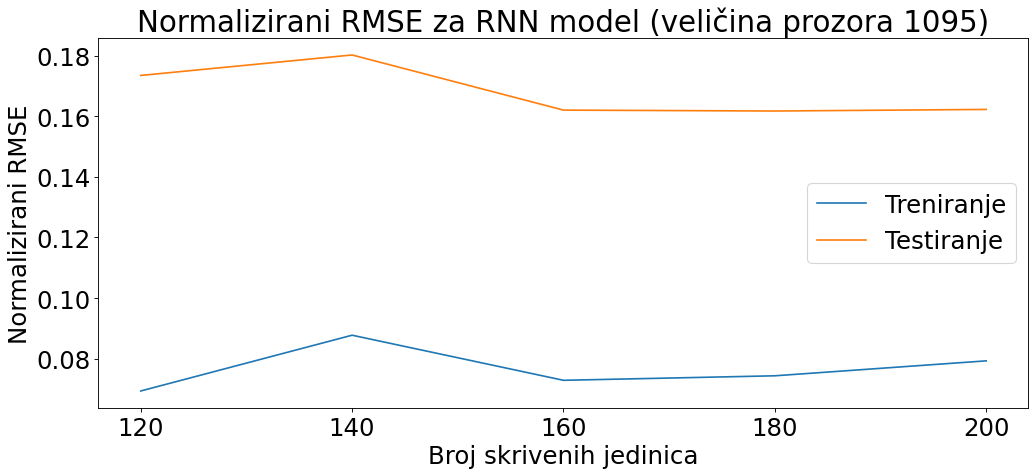 Normalizirani RMSE za RNN model (veličina prozora 1095)
Normalizirani RMSE
0.18
0.16
0.14
0.12
0.10
0.08
Treniranje
Testiranje
120 140 160 180 200
Broj skrivenih jedinica